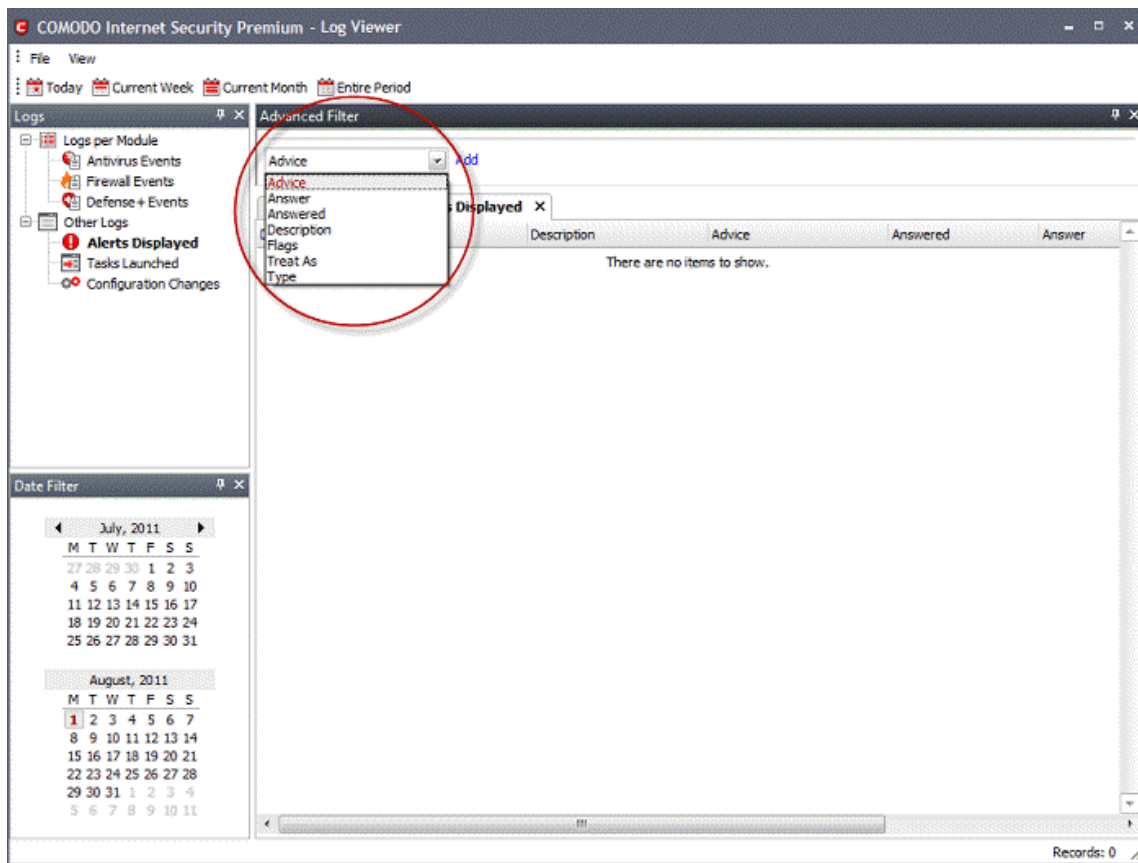 COMODO Internet Security Premium - Log Viewer
File View
Today Current Week Current Month Entire Period
Logs
Logs per Module
Antivirus Events
Firewall Events
Defense+ Events
Other Logs
Alerts Displayed
Tasks Launched
Configuration Changes
Advanced Filter
Advice Add
Advice
Answer
Answered
Description
Flags
Treat As
Type
s Displayed
Description Advice Answered Answer
There are no items to show.
Date Filter
July, 2011
M T W T F S S
27 28 29 30 1 2 3
4 5 6 7 8 9 10
11 12 13 14 15 16 17
18 19 20 21 22 23 24
25 26 27 28 29 30 31
August, 2011
M T W T F S S
1 2 3 4 5 6 7
8 9 10 11 12 13 14
15 16 17 18 19 20 21
22 23 24 25 26 27 28
29 30 31 1 2 3 4
5 6 7 8 9 10 11
Records: 0